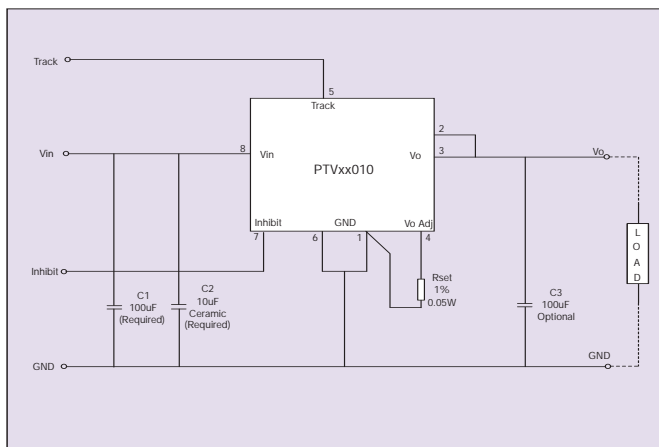 Track
5
Track
2
Vin
8
Vin
Vo
3
Vo
PTVxx010
Inhibit
GND
Vo Adj
7
6
1
4
L
O
A
D
Inhibit
Rset
1%
0.05W
C1
100uF
(Required)
C2
10uF
Ceramic
(Required)
C3
100uF
Optional
GND
GND